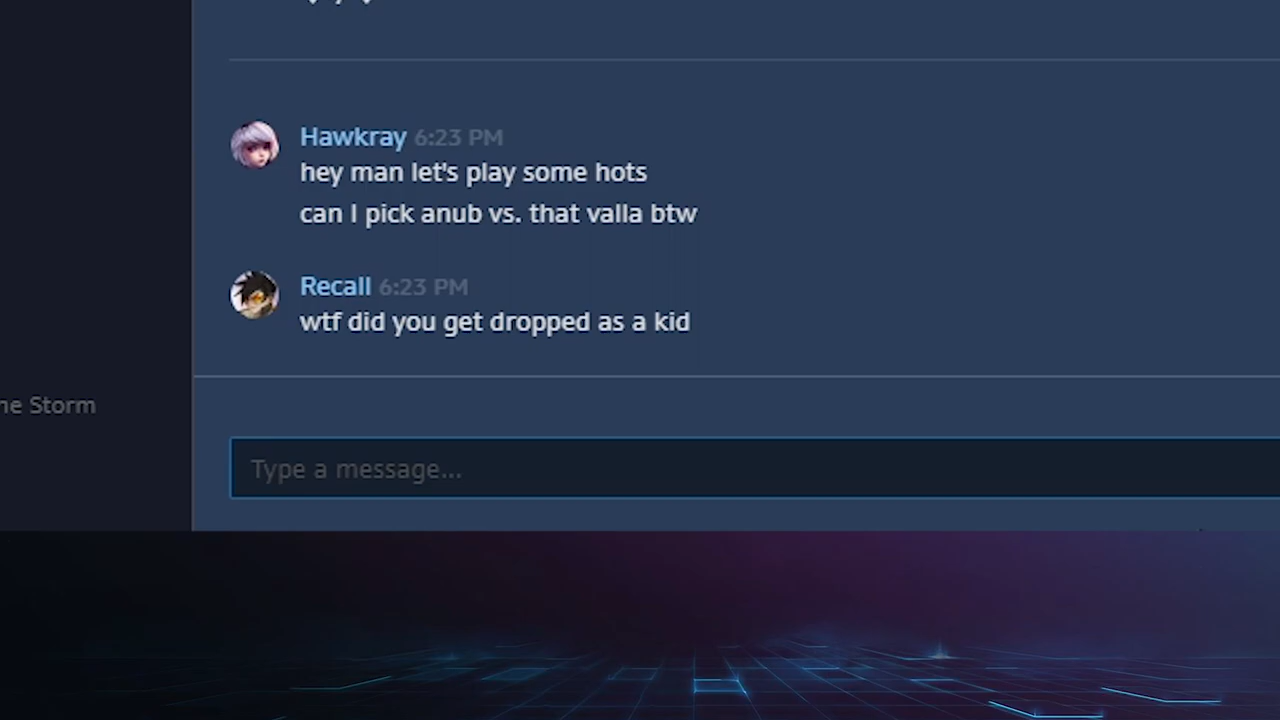 Hawkray 6:23 PM
hey man let's play some hots
can I pick anub vs. that valla btw
Recall 6:23 PM
wtf did you get dropped as a kid
he Storm
Type a message...